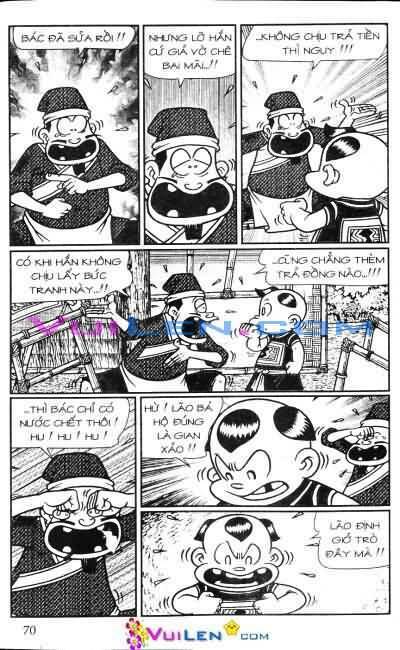 BÁC ĐÃ SỬA RỒI !!
NHƯNG LỠ HẮN
CỨ GIẢ VỜ CHÊ
BAI MÃI...!!
...KHÔNG CHỊU TRẢ TIỀN
THÌ NGUY !!!
CÓ KHI HẮN KHÔNG
CHỊU LẤY BỨC
TRANH NÀY...!!
...CŨNG CHẲNG THÈM
TRẢ ĐỒNG NÀO...!!!
VUILEN.COM
...THÌ BÁC CHỈ CÓ
NƯỚC CHẾT THÔI !
HU ! HU ! HU !
HỪ ! LÃO BÁ
HỘ ĐÚNG
LÀ GIAN
XẢO !
LÃO ĐỊNH
GIỞ TRÒ
ĐÂY MÀ !!
70
VUILEN COM